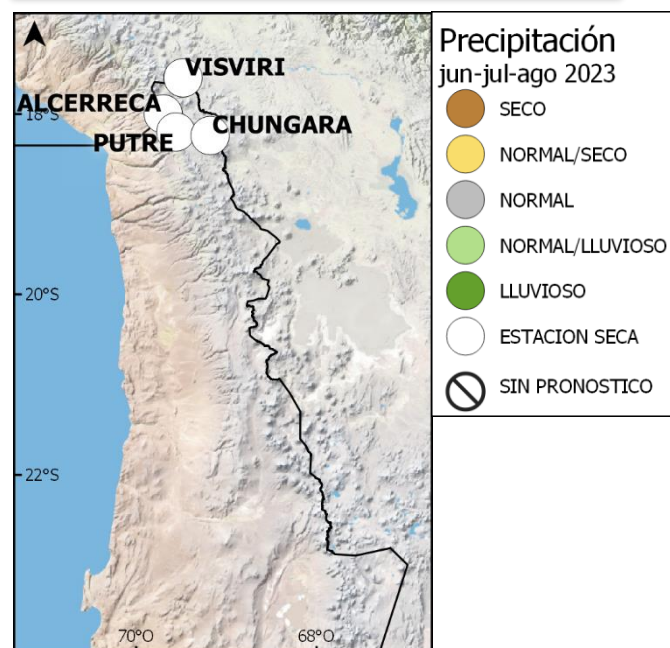 VISVIRI
ALCERRECA
18°S
CHUNGARA
PUTRE
20°S
22°S
70°O
68°O
Precipitación
jun-jul-ago 2023
SECO
NORMAL/SECO
NORMAL
NORMAL/LLUVIOSO
LLUVIOSO
ESTACION SECA
SIN PRONOSTICO